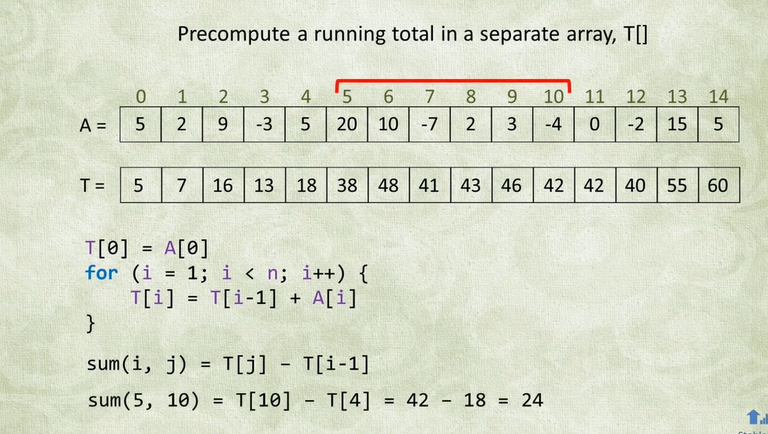 Precompute a running total in a separate array, T[]
0 1 2 3 4 5 6 7 8 9 10 11 12 13 14
A = 5 2 9 -3 5 20 10 -7 2 3 -4 0 -2 15 5
T = 5 7 16 13 18 38 48 41 43 46 42 42 40 55 60
T[0] = A[0]
for (i = 1; i < n; i++) {
T[i] = T[i-1] + A[i]
}
sum(i, j) = T[j] – T[i-1]
sum(5, 10) = T[10] – T[4] = 42 – 18 = 24